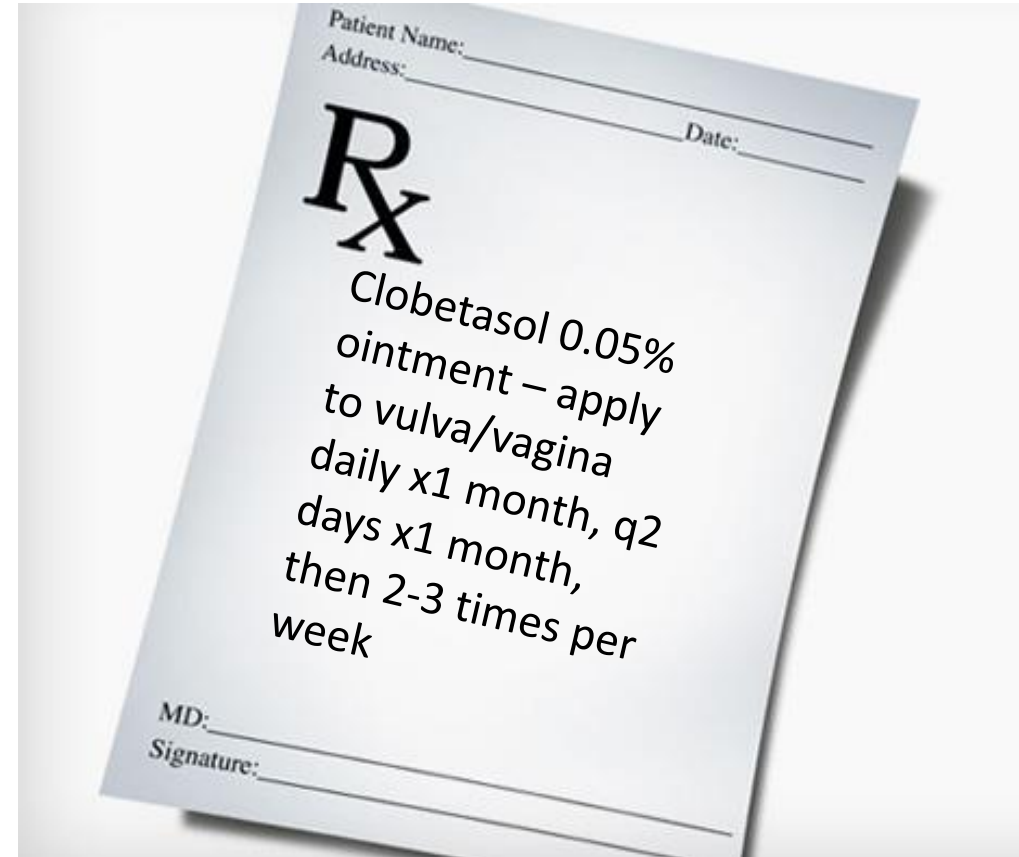 Patient Name:
Address:
Date:
Rx
Clobetasol 0.05%
ointment – apply
to vulva/vagina
daily x1 month, q2
days x1 month,
then 2-3 times per
week
MD:
Signature: